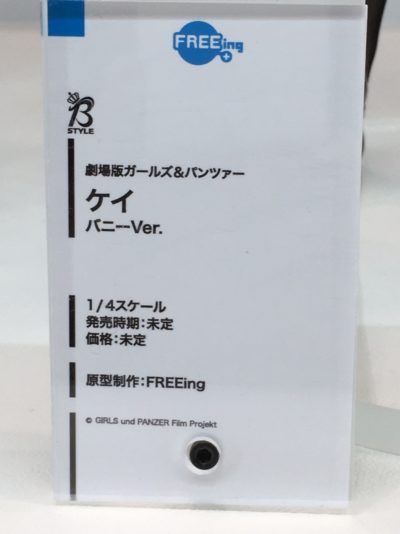 FREEing
B
STYLE
劇場版ガールズ&パンツァー
ケイ
バニーVer.
1/4スケール
発売時期:未定
価格:未定
原型制作:FREEing
© GIRLS und PANZER Film Projekt